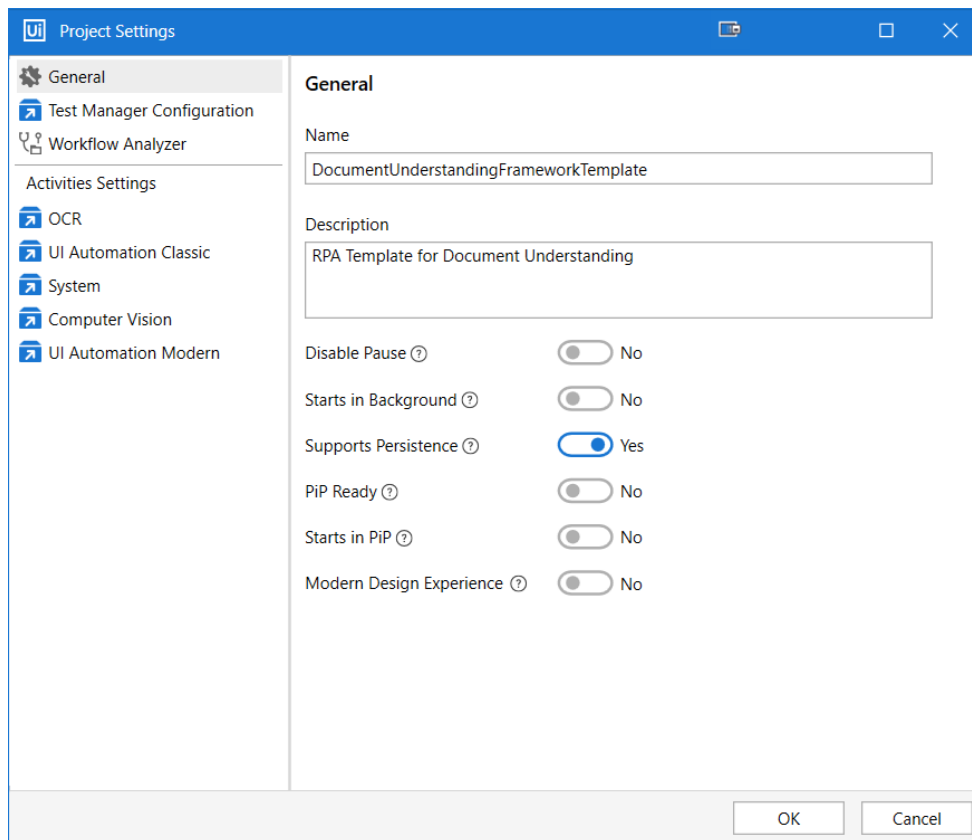 Ui Project Settings
General
Test Manager Configuration
Workflow Analyzer
Activities Settings
OCR
UI Automation Classic
System
Computer Vision
UI Automation Modern
General
Name
DocumentUnderstandingFrameworkTemplate
Description
RPA Template for Document Understanding
Disable Pause ? No
Starts in Background ? No
Supports Persistence ? Yes
PiP Ready ? No
Starts in PiP ? No
Modern Design Experience ? No
OK Cancel